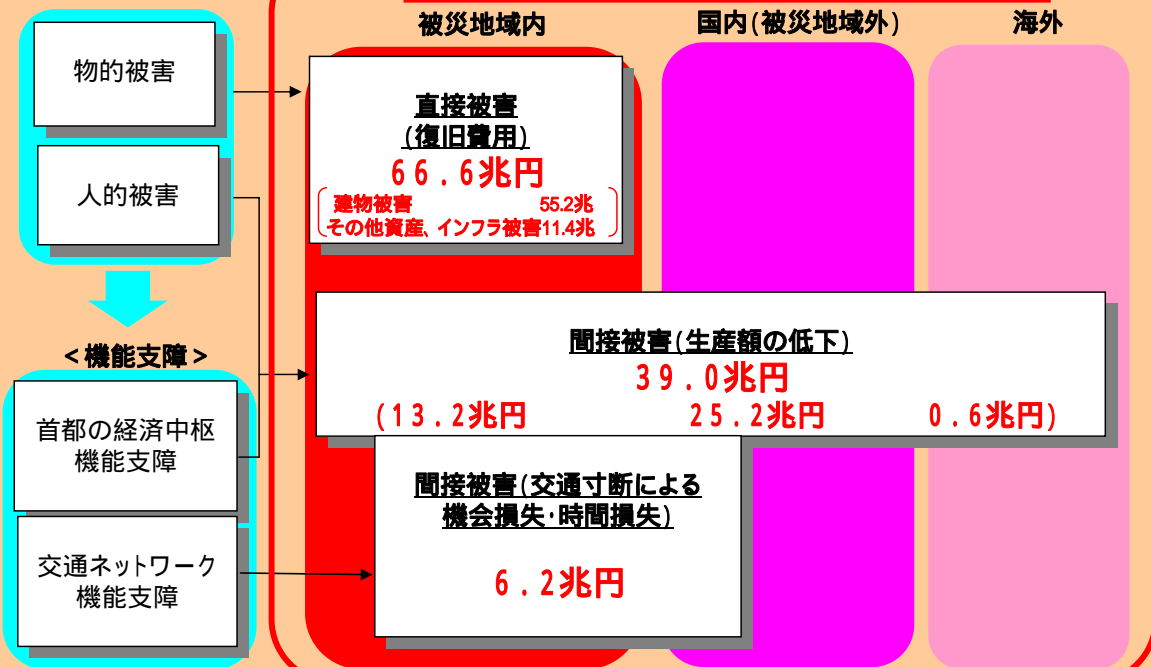 被災地域内
国内(被災地域外)
海外
物的被害
人的被害
直接被害
(復旧費用)
66.6兆円
建物被害 55.2兆
その他資産、インフラ被害11.4兆
<機能支障>
間接被害(生産額の低下)
39.0兆円
(13.2兆円 25.2兆円 0.6兆円)
首都の経済中枢
機能支障
間接被害(交通寸断による
機会損失・時間損失)
6.2兆円
交通ネットワーク
機能支障